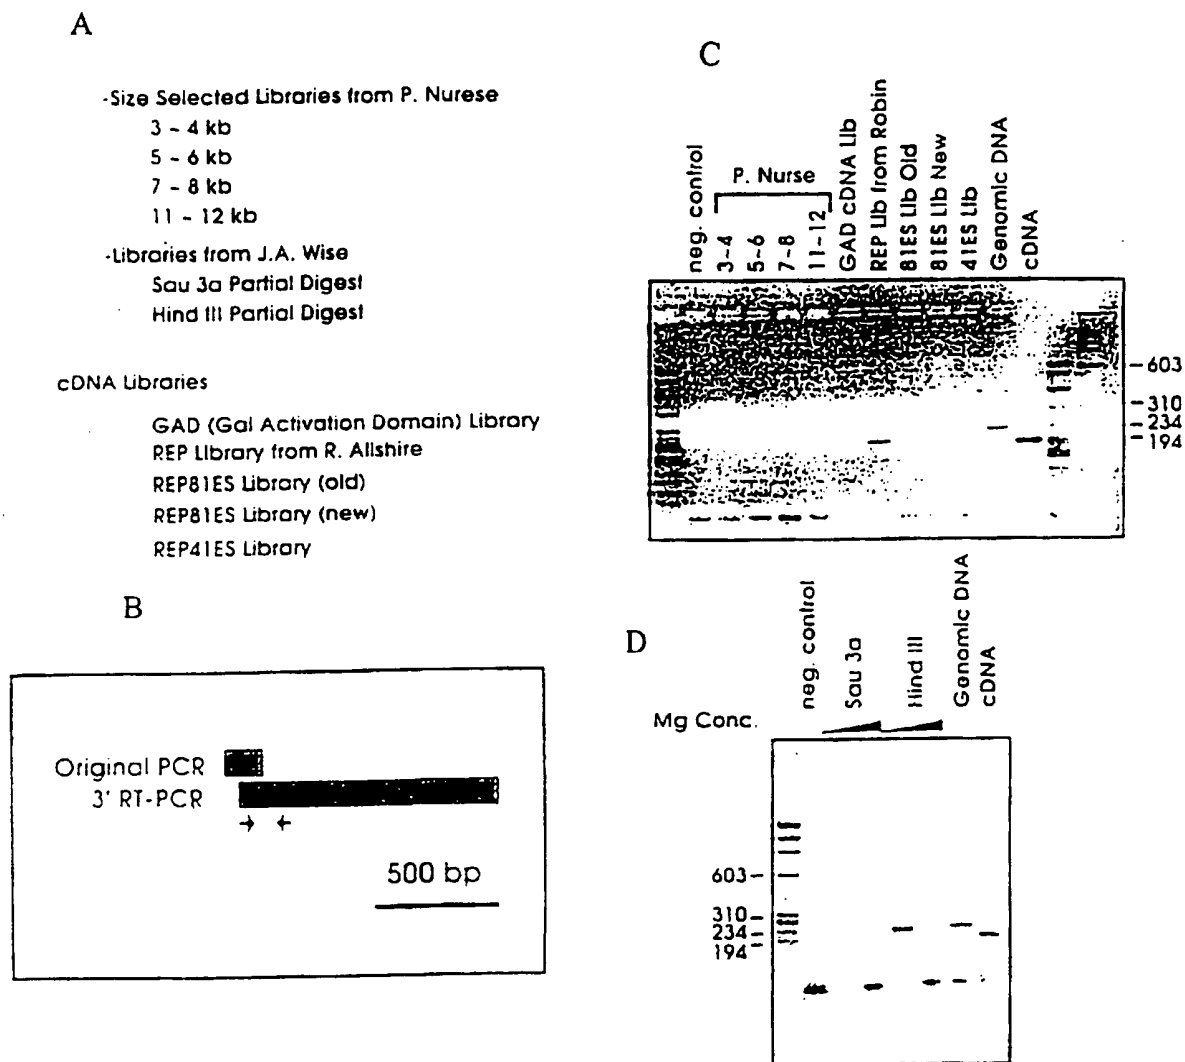 A
-Size Selected Libraries from P. Nurese
3 - 4 kb
5 - 6 kb
7 - 8 kb
11 - 12 kb
-Libraries from J.A. Wise
Sau 3a Partial Digest
Hind III Partial Digest
cDNA Libraries
GAD (Gal Activation Domain) Library
REP Library from R. Allshire
REP81ES Library (old)
REP81ES Library (new)
REP41ES Library
B
Original PCR
3' RT-PCR
500 bp
C
neg. control
P. Nurse
3-4
5-6
7-8
11-12
GAD cDNA Lib
REP Lib from Robin
81ES Lib Old
81ES Lib New
41ES Lib
Genomic DNA
cDNA
603
310
234
194
D
Mg Conc.
neg. control
Sau 3a
Hind III
Genomic DNA
cDNA
603
310
234
194